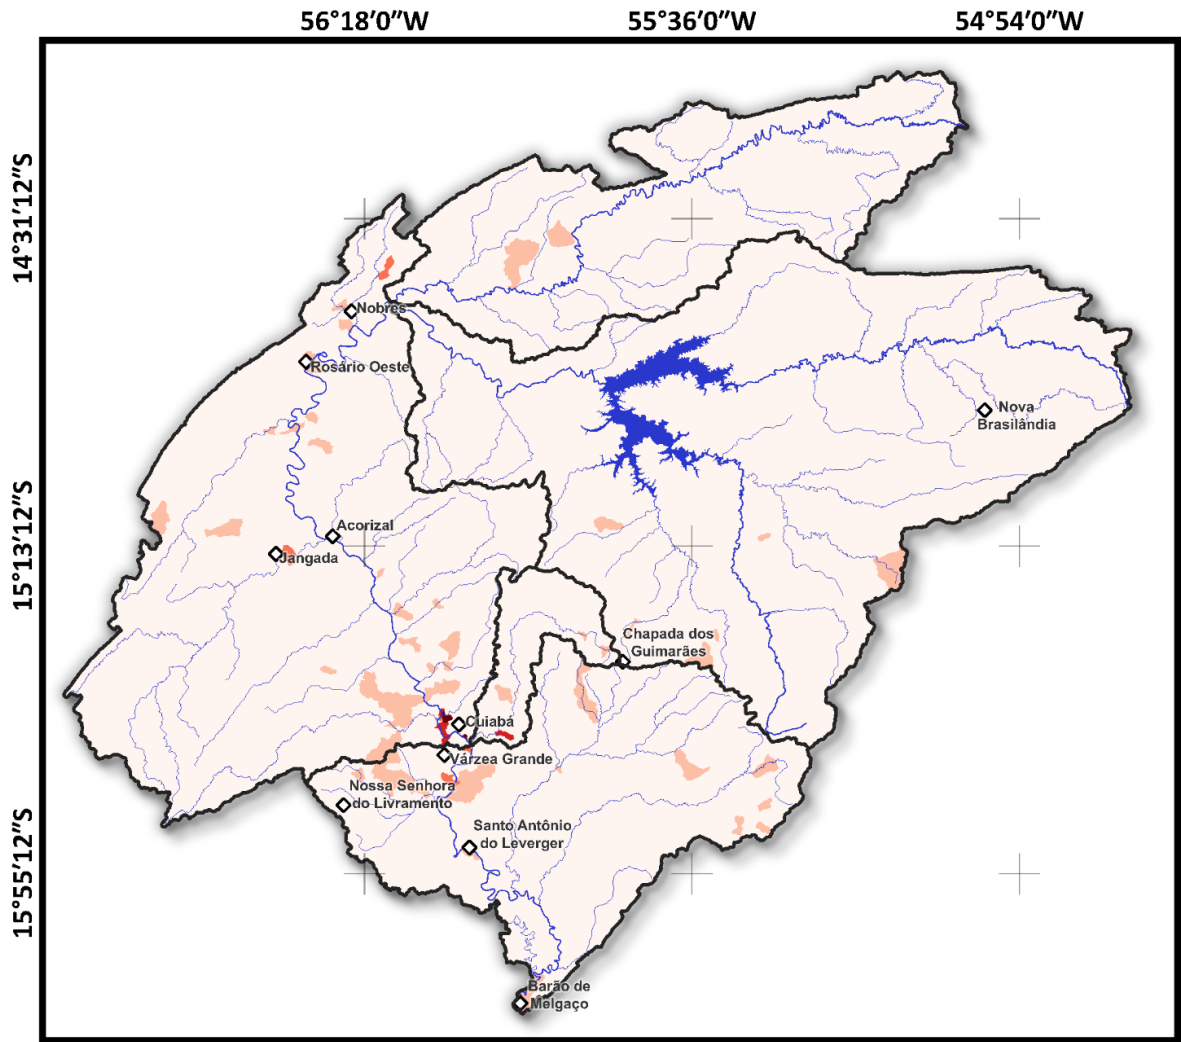 56°18'0"W
55°36'0"W
54°54'0"W
14°31'12"S
15°13'12"S
15°55'12"S
Nobres
Rosário Oeste
Nova
Brasilândia
Acorizal
Jangada
Chapada dos
Guimarães
Cuiabá
Várzea Grande
Nossa Senhora
do Livramento
Santo Antônio
do Leverger
Barão de
Melgaço